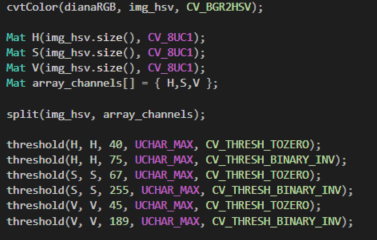 cvtColor(dianaRGB, img_hsv, CV_BGR2HSV);
Mat H(img_hsv.size(), CV_8UC1);
Mat S(img_hsv.size(), CV_8UC1);
Mat V(img_hsv.size(), CV_8UC1);
Mat array_channels[] = { H,S,V };
split(img_hsv, array_channels);
threshold(H, H, 40, UCHAR_MAX, CV_THRESH_TOZERO);
threshold(H, H, 75, UCHAR_MAX, CV_THRESH_BINARY_INV);
threshold(S, S, 67, UCHAR_MAX, CV_THRESH_TOZERO);
threshold(S, S, 255, UCHAR_MAX, CV_THRESH_BINARY_INV);
threshold(V, V, 45, UCHAR_MAX, CV_THRESH_TOZERO);
threshold(V, V, 189, UCHAR_MAX, CV_THRESH_BINARY_INV);